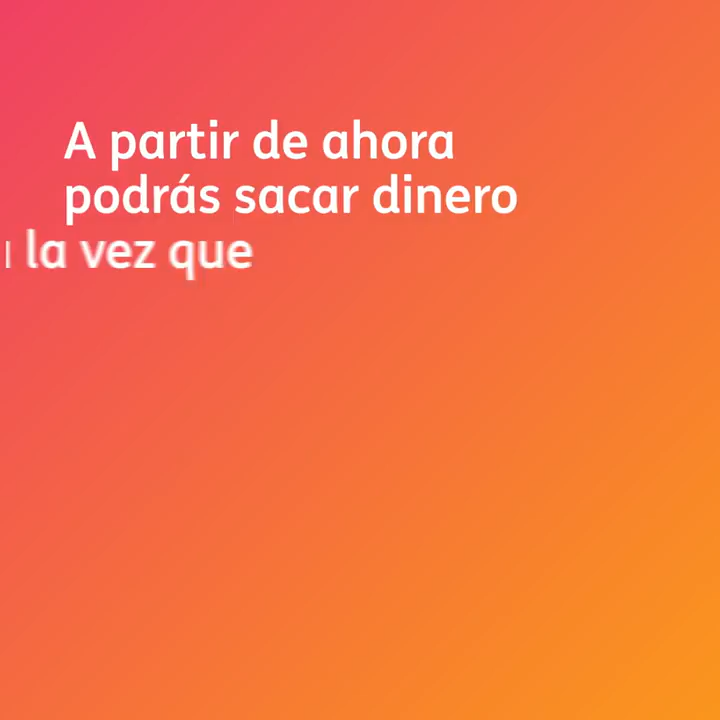 A partir de ahora
podrás sacar dinero
la vez que